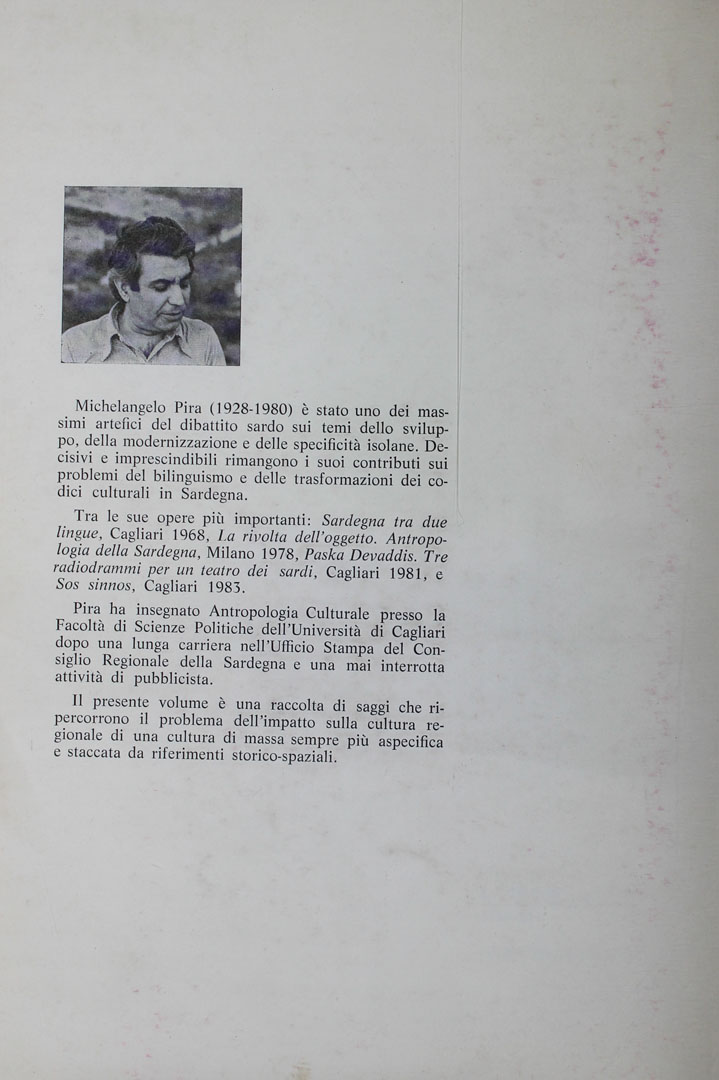 Michelangelo Pira (1928-1980) è stato uno dei mas-
simi artefici del dibattito sardo sui temi dello svilup-
po, della modernizzazione e delle specificità isolane. De-
cisivi e imprescindibili rimangono i suoi contributi sui
problemi del bilinguismo e delle trasformazioni dei co-
dici culturali in Sardegna.
Tra le sue opere più importanti: Sardegna tra due
lingue, Cagliari 1968, La rivolta dell'oggetto. Antropo-
logia della Sardegna, Milano 1978, Paska Devaddis. Tre
radiodrammi per un teatro dei sardi, Cagliari 1981, e
Sos sinnos, Cagliari 1983.
Pira ha insegnato Antropologia Culturale presso la
Facoltà di Scienze Politiche dell'Università di Cagliari
dopo una lunga carriera nell'Ufficio Stampa del Con-
siglio Regionale della Sardegna e una mai interrotta
attività di pubblicista.
Il presente volume è una raccolta di saggi che ri-
percorrono il problema dell'impatto sulla cultura re-
gionale di una cultura di massa sempre più aspecifica
e staccata da riferimenti storico-spaziali.